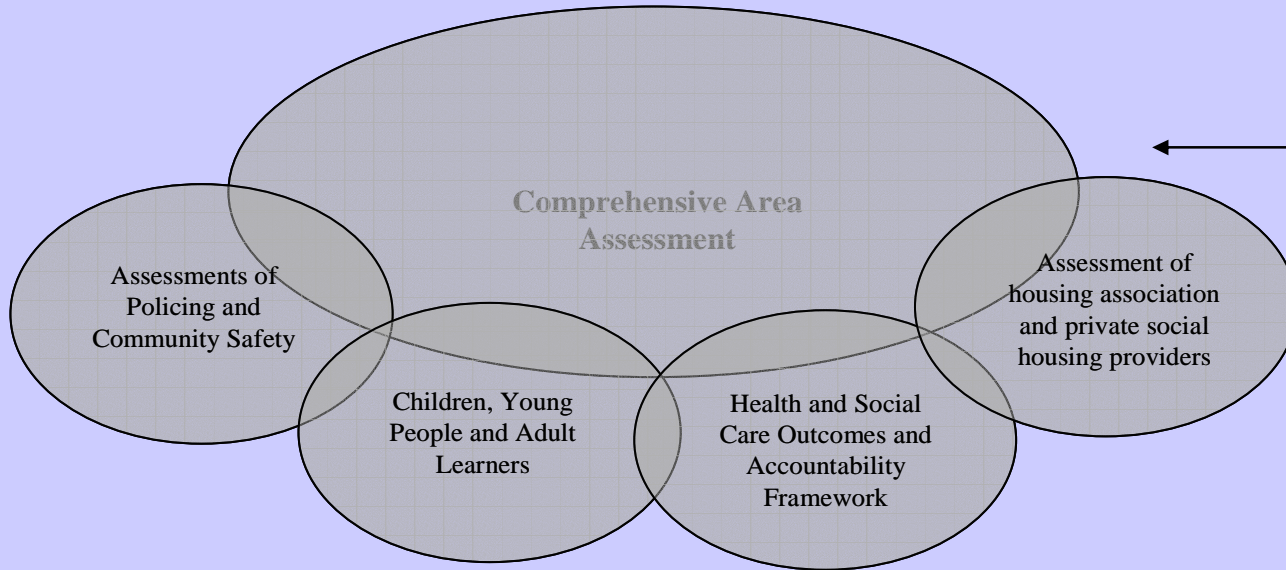 Comprehensive Area
Assessment
Assessments of
Policing and
Community Safety
Children, Young
People and Adult
Learners
Health and Social
Care Outcomes and
Accountability
Framework
Assessment of
housing association
and private social
housing providers